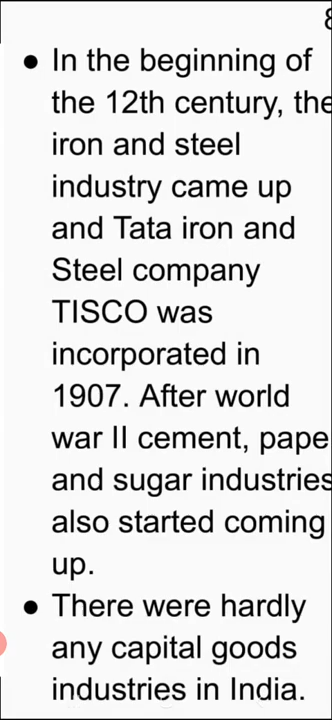 • In the beginning of
the 12th century, the
iron and steel
industry came up
and Tata iron and
Steel company
TISCO was
incorporated in
1907. After world
war II cement, pape
and sugar industries
also started coming
up.
• There were hardly
any capital goods
industries in India.